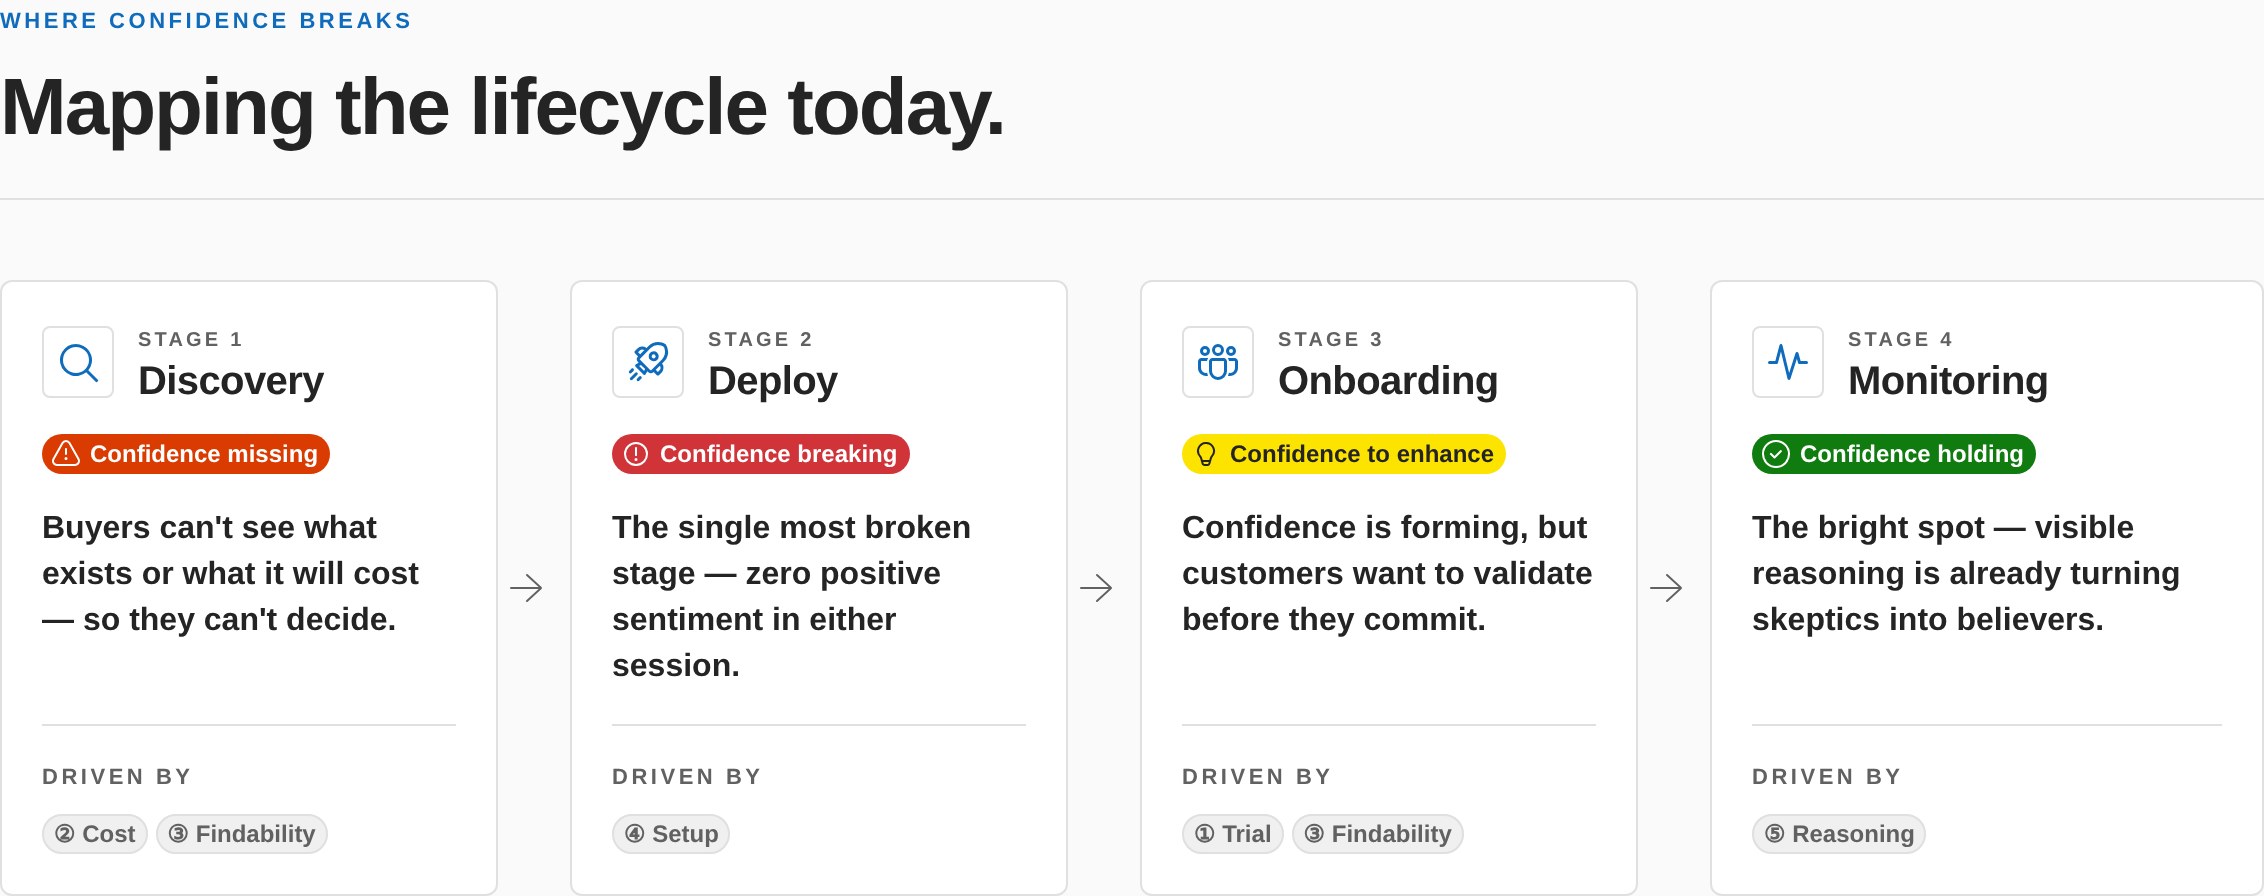 WHERE CONFIDENCE BREAKS
Mapping the lifecycle today.
STAGE 1
Discovery
Confidence missing
Buyers can't see what
exists or what it will cost
— so they can't decide.
DRIVEN BY
② Cost
③ Findability
STAGE 2
Deploy
Confidence breaking
The single most broken
stage — zero positive
sentiment in either
session.
DRIVEN BY
④ Setup
STAGE 3
Onboarding
Confidence to enhance
Confidence is forming, but
customers want to validate
before they commit.
DRIVEN BY
① Trial
③ Findability
STAGE 4
Monitoring
Confidence holding
The bright spot — visible
reasoning is already turning
skeptics into believers.
DRIVEN BY
⑤ Reasoning